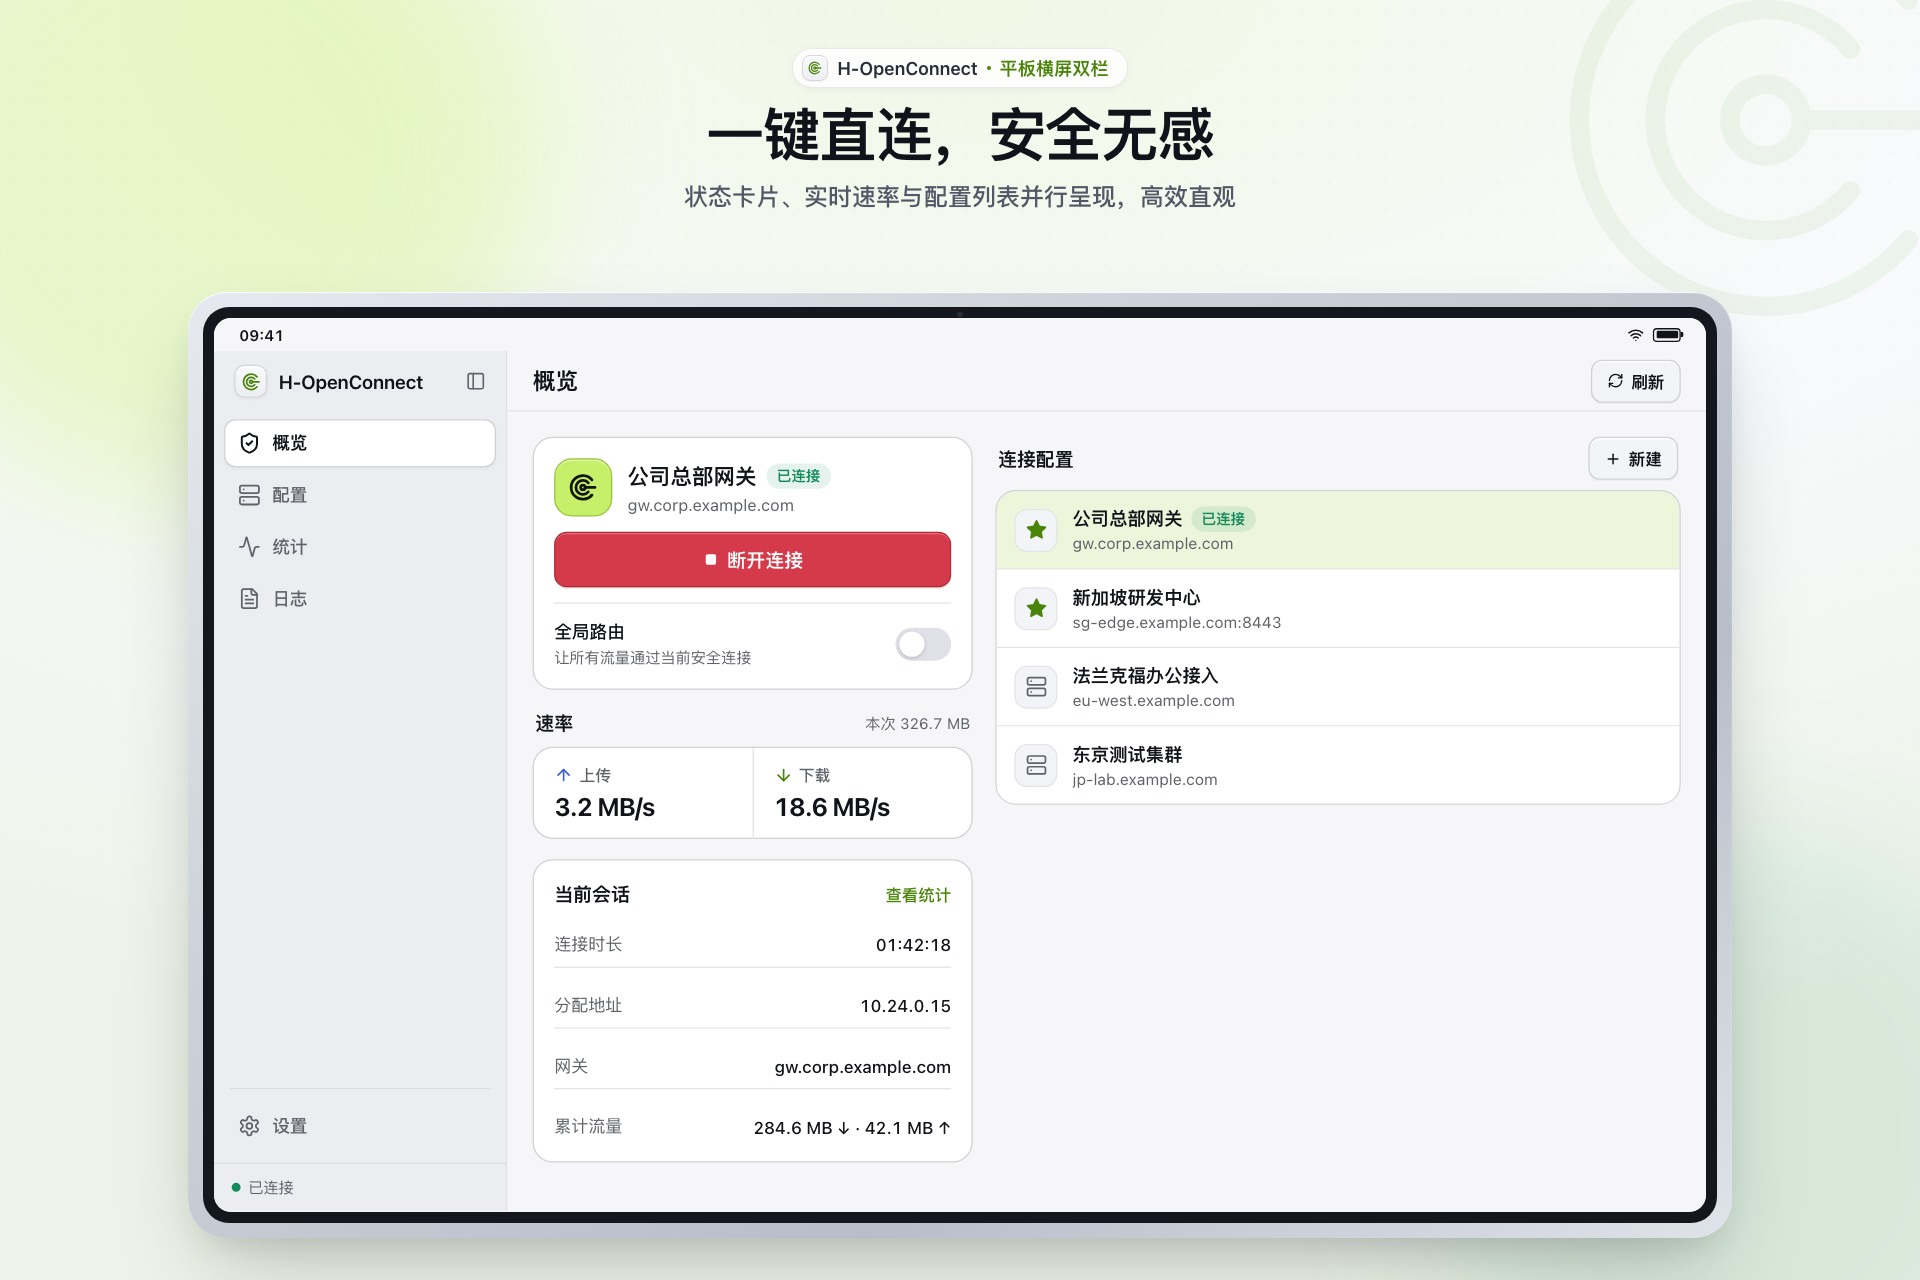 H-OpenConnect · 平板横屏双栏
一键直连，安全无感
状态卡片、实时速率与配置列表并行呈现，高效直观
09:41
H-OpenConnect
概览
配置
统计
日志
设置
已连接
概览
刷新
公司总部网关 已连接
gw.corp.example.com
断开连接
全局路由
让所有流量通过当前安全连接
速率 本次 326.7 MB
上传
3.2 MB/s
下载
18.6 MB/s
当前会话 查看统计
连接时长 01:42:18
分配地址 10.24.0.15
网关 gw.corp.example.com
累计流量 284.6 MB ↓ · 42.1 MB ↑
连接配置
新建
公司总部网关 已连接
gw.corp.example.com
新加坡研发中心
sg-edge.example.com:8443
法兰克福办公接入
eu-west.example.com
东京测试集群
jp-lab.example.com